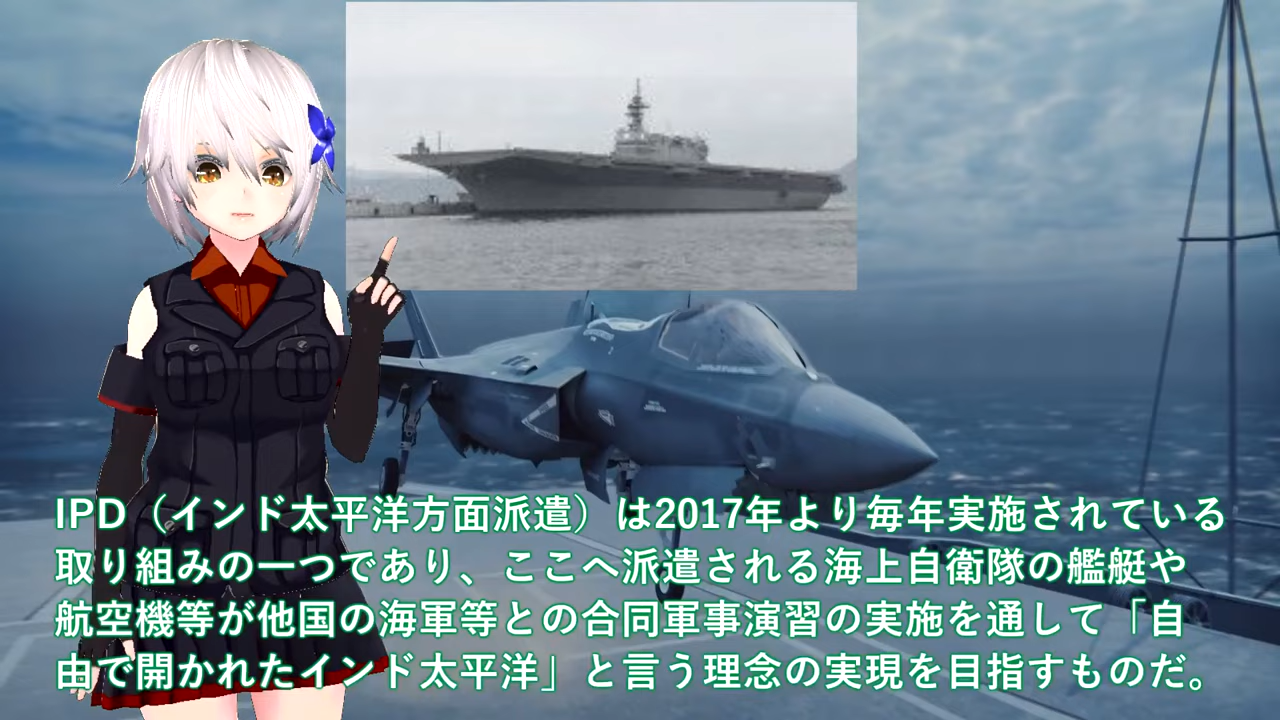 IPD（インド太平洋方面派遣）は2017年より毎年実施されている
取り組みの一つであり、ここへ派遣される海上自衛隊の艦艇や
航空機等が他国の海軍等との合同軍事演習の実施を通して「自
由で開かれたインド太平洋」と言う理念の実現を目指すものだ。